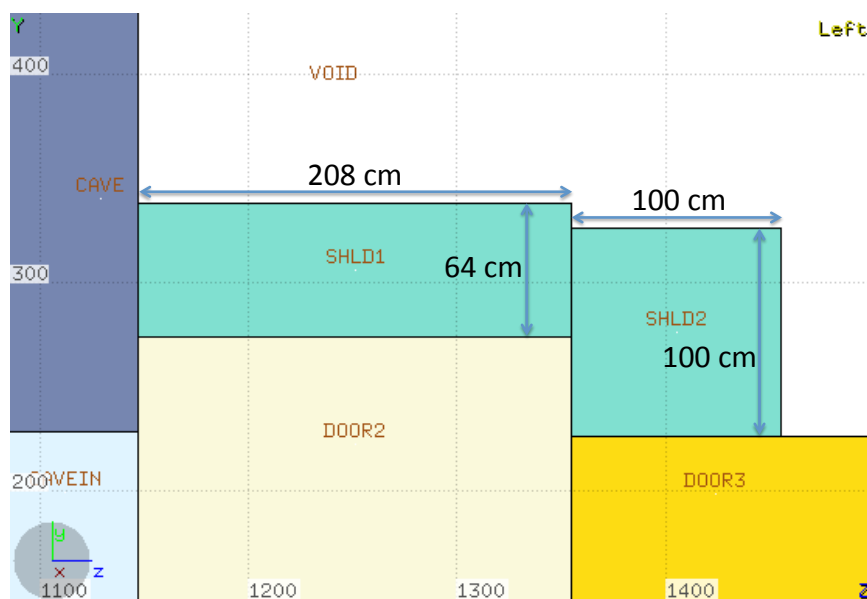 Y
Left
400
VOID
CAVE
208 cm
100 cm
SHLD1
64 cm
300
SHLD2
100 cm
DOOR2
200
CAVEIN
DOOR3
y
x
z
1100
1200
1300
1400
Z